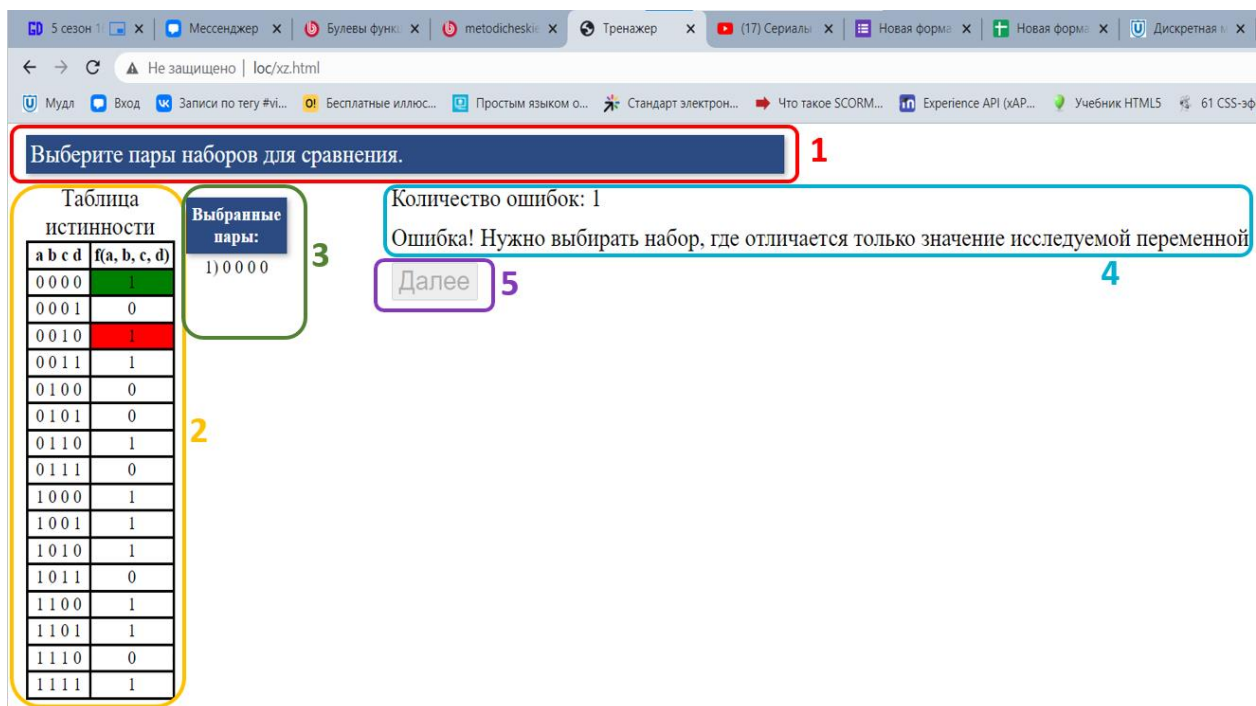 5 сезон 1
Мессенджер
Булевы функц
metodicheskie
Тренажер
(17) Сериалы
Новая форма
Новая форма
Дискретная м
Не защищено | loc/xz.html
Мудл
Вход
Записи по тегу #vi...
Бесплатные иллюс...
Простым языком о...
Стандарт электрон...
Что такое SCORM...
Experience API (xAP...
Учебник HTML5
61 CSS-эф
Выберите пары наборов для сравнения.
1
Таблица
истинности
a b c d f(a, b, c, d)
0 0 0 0 1
0 0 0 1 0
0 0 1 0 1
0 0 1 1 1
0 1 0 0 0
0 1 0 1 0
0 1 1 0 1
0 1 1 1 0
1 0 0 0 1
1 0 0 1 1
1 0 1 0 1
1 0 1 1 0
1 1 0 0 1
1 1 0 1 1
1 1 1 0 0
1 1 1 1 1
2
Выбранные
пары:
1) 0 0 0 0
3
Количество ошибок: 1
Ошибка! Нужно выбирать набор, где отличается только значение исследуемой переменной
4
Далее
5